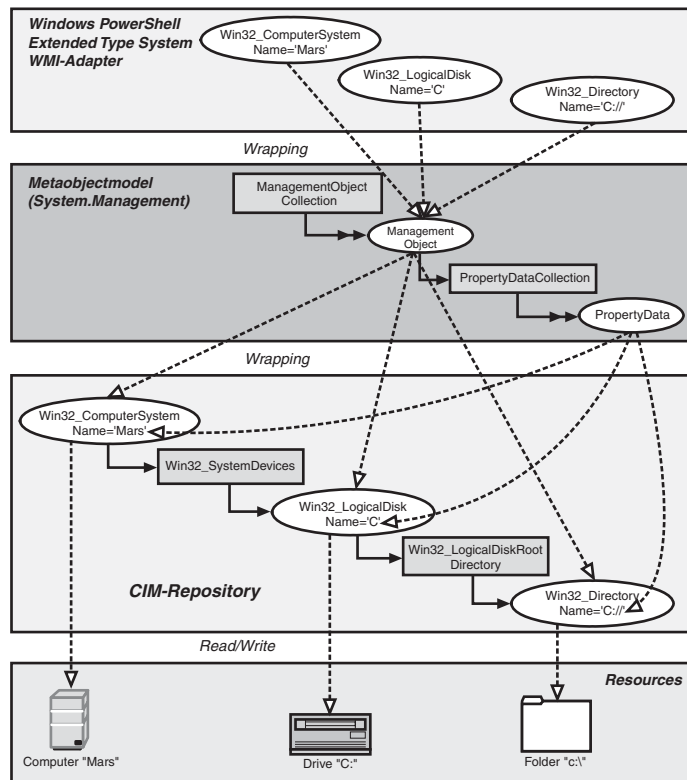 Windows PowerShell
Extended Type System
WMI-Adapter
Win32_ComputerSystem
Name='Mars'
Win32_LogicalDisk
Name='C'
Win32_Directory
Name='C://'
Wrapping
Metaobjectmodel
(System.Management)
ManagementObject
Collection
Management
Object
PropertyDataCollection
PropertyData
Wrapping
Win32_ComputerSystem
Name='Mars'
Win32_SystemDevices
Win32_LogicalDisk
Name='C'
Win32_LogicalDiskRoot
Directory
CIM-Repository
Win32_Directory
Name='C://'
Read/Write
Resources
Computer "Mars"
Drive "C:"
Folder "c:\"